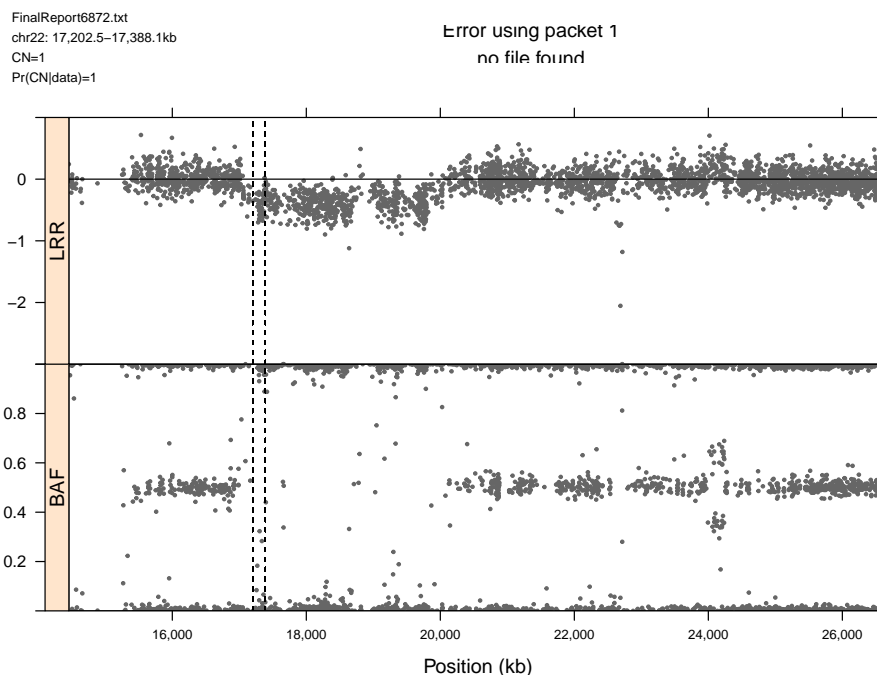 FinalReport6872.txt
chr22: 17,202.5−17,388.1kb
CN=1
Pr(CN|data)=1
Error using packet 1
no file found
LRR
0
−1
−2
BAF
0.8
0.6
0.4
0.2
16,000 18,000 20,000 22,000 24,000 26,000
Position (kb)